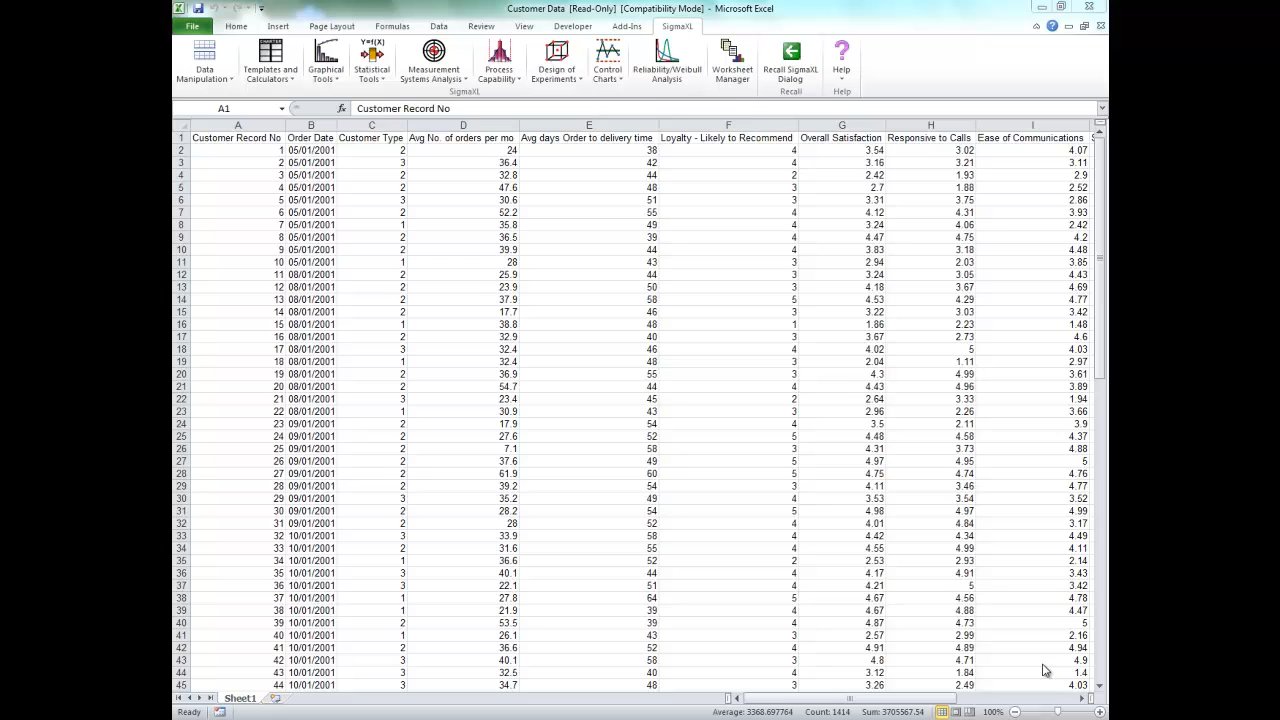 Customer Data [Read-Only] [Compatibility Mode] - Microsoft Excel
File Home Insert Page Layout Formulas Data Review View Developer Add-Ins SigmaXL
Data Manipulation Templates and Calculators Graphical Tools Statistical Tools Measurement Systems Analysis Process Capability Design of Experiments Control Charts Reliability/Weibull Analysis Worksheet Manager Recall SigmaXL Dialog Help
SigmaXL Recall Help
A1 fx Customer Record No
A B C D E F G H I
1 Customer Record No Order Date Customer Type Avg No. of orders per mo Avg days Order to delivery time Loyalty - Likely to Recommend Overall Satisfaction Responsive to Calls Ease of Communications
2 1 05/01/2001 2 24 38 4 3.54 3.02 4.07
3 2 05/01/2001 3 36.4 42 4 3.16 3.21 3.11
4 3 05/01/2001 2 32.8 44 2 2.42 1.93 2.9
5 4 05/01/2001 2 47.6 48 3 2.7 1.88 2.52
6 5 05/01/2001 3 30.6 51 3 3.31 3.75 2.86
7 6 05/01/2001 2 52.2 55 4 4.12 4.31 3.93
8 7 05/01/2001 1 35.8 49 4 3.24 4.06 2.42
9 8 05/01/2001 2 36.5 39 4 4.47 4.75 4.2
10 9 05/01/2001 2 39.9 44 4 3.83 3.18 4.48
11 10 05/01/2001 1 28 43 3 2.94 2.03 3.85
12 11 08/01/2001 2 25.9 44 3 3.24 3.05 4.43
13 12 08/01/2001 2 23.9 50 3 4.18 3.67 4.69
14 13 08/01/2001 2 37.9 58 5 4.53 4.29 4.77
15 14 08/01/2001 2 17.7 46 3 3.22 3.03 3.42
16 15 08/01/2001 1 38.8 48 1 1.86 2.23 1.48
17 16 08/01/2001 2 32.9 40 3 3.67 2.73 4.6
18 17 08/01/2001 3 32.4 46 4 4.02 5 4.03
19 18 08/01/2001 1 32.4 48 3 2.04 1.11 2.97
20 19 08/01/2001 2 36.9 55 3 4.3 4.99 3.61
21 20 08/01/2001 2 54.7 44 4 4.43 4.96 3.89
22 21 08/01/2001 3 23.4 45 2 2.64 3.33 1.94
23 22 08/01/2001 1 30.9 43 3 2.96 2.26 3.66
24 23 09/01/2001 2 17.9 54 4 3.5 2.11 3.9
25 24 09/01/2001 2 27.6 52 5 4.48 4.58 4.37
26 25 09/01/2001 2 7.1 58 3 4.31 3.73 4.88
27 26 09/01/2001 2 37.6 49 5 4.97 4.95 5
28 27 09/01/2001 2 61.9 60 5 4.75 4.74 4.76
29 28 09/01/2001 2 39.2 54 3 4.11 3.46 4.77
30 29 09/01/2001 3 35.2 49 4 3.53 3.54 3.52
31 30 09/01/2001 2 28.2 54 5 4.98 4.97 4.99
32 31 09/01/2001 2 28 52 4 4.01 4.84 3.17
33 32 10/01/2001 3 33.9 58 4 4.42 4.34 4.49
34 33 10/01/2001 2 31.6 55 4 4.55 4.99 4.11
35 34 10/01/2001 1 36.6 52 2 2.53 2.93 2.14
36 35 10/01/2001 3 40.1 44 4 4.17 4.91 3.43
37 36 10/01/2001 3 22.1 51 4 4.21 5 3.42
38 37 10/01/2001 1 27.8 64 5 4.67 4.56 4.78
39 38 10/01/2001 1 21.9 39 4 4.67 4.88 4.47
40 39 10/01/2001 2 53.5 39 4 4.87 4.73 5
41 40 10/01/2001 1 26.1 43 3 2.57 2.99 2.16
42 41 10/01/2001 2 36.6 52 4 4.91 4.89 4.94
43 42 10/01/2001 3 40.1 58 3 4.8 4.71 4.9
44 43 10/01/2001 3 32.5 40 4 3.12 1.84 1.4
45 44 10/01/2001 3 34.7 48 3 3.26 2.49 4.03
Sheet1
Ready Average: 3368.697764 Count: 1414 Sum: 3705567.54 100%